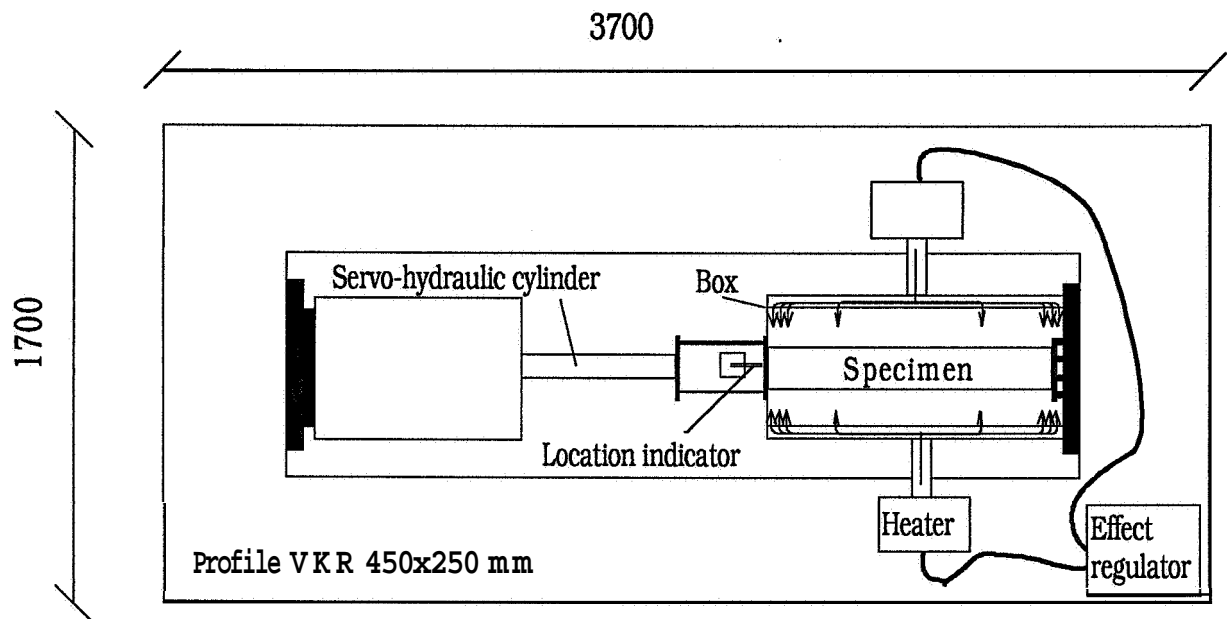 3700
1700
Servo-hydraulic cylinder
Box
Specimen
Location indicator
Heater
Effect
regulator
Profile VKR 450x250 mm